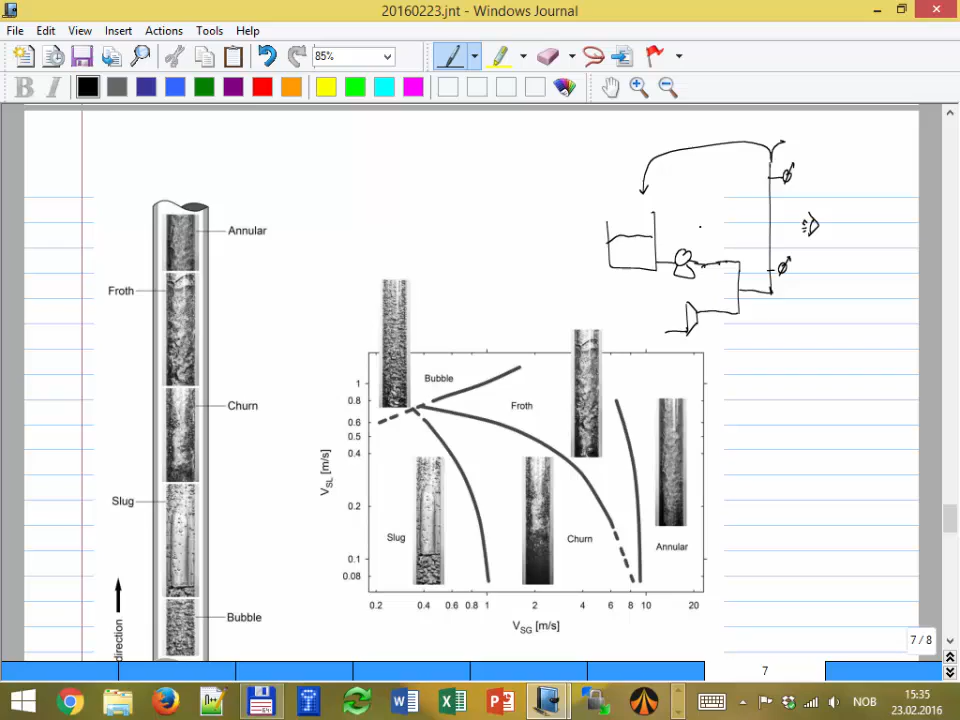 20160223.jnt - Windows Journal
File Edit View Insert Actions Tools Help
85%
B I
Annular
Froth
Churn
Slug
Bubble
direction
Bubble
Froth
Slug
Churn
Annular
1
0.8
0.6
0.5
0.4
0.2
0.1
0.08
VSL [m/s]
0.2 0.4 0.6 0.8 1 2 4 6 8 10 20
VSG [m/s]
7 / 8
7
NOB
15:35
23.02.2016